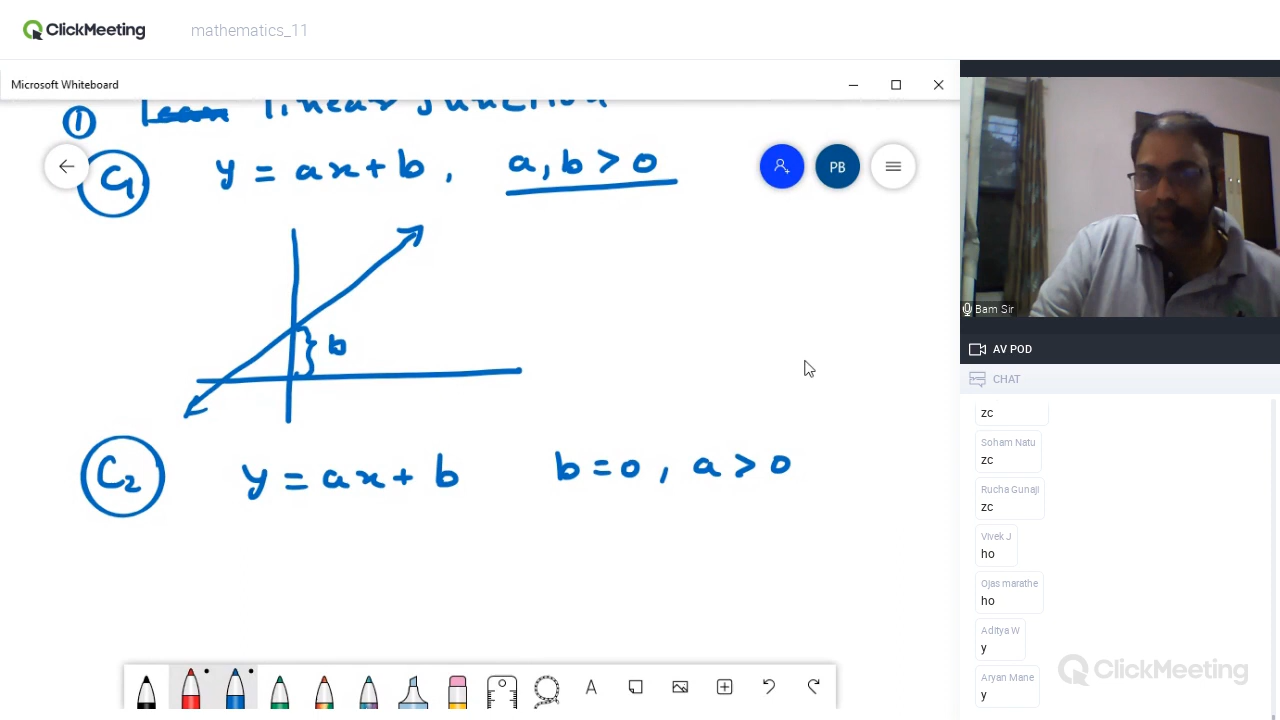 ClickMeeting mathematics_11
Microsoft Whiteboard
① linear function
C1 y = ax + b , a, b > 0
PB
b
C2 y = ax + b b = 0 , a > 0
Bam Sir
AV POD
CHAT
zc
Soham Natu
zc
Rucha Gunaji
zc
Vivek J
ho
Ojas marathe
ho
Aditya W
y
Aryan Mane
y
ClickMeeting
A